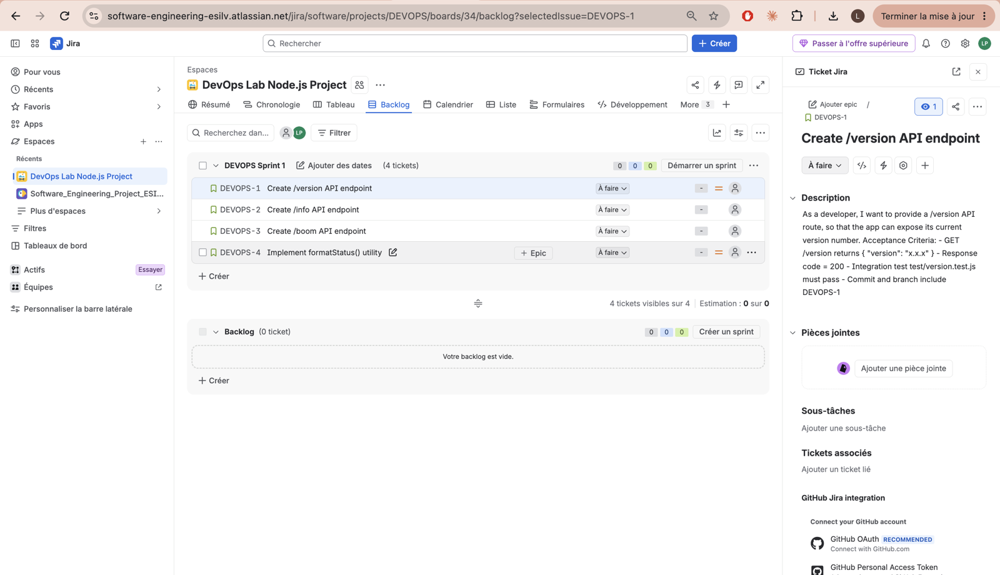 software-engineering-esilv.atlassian.net/jira/software/projects/DEVOPS/boards/34/backlog?selectedIssue=DEVOPS-1
L
Terminer la mise à jour
Jira
Rechercher
+ Créer
Passer à l'offre supérieure
LP
Pour vous
Récents
Favoris
Apps
Espaces
Récents
DevOps Lab Node.js Project
Software_Engineering_Project_ESI...
Plus d'espaces
Filtres
Tableaux de bord
Actifs
Essayer
Équipes
Personnaliser la barre latérale
Espaces
DevOps Lab Node.js Project
Résumé
Chronologie
Tableau
Backlog
Calendrier
Liste
Formulaires
Développement
More 3
Recherchez dan...
LP
Filtrer
DEVOPS Sprint 1 Ajouter des dates (4 tickets)
0 0 0 Démarrer un sprint
DEVOPS-1 Create /version API endpoint À faire -
DEVOPS-2 Create /info API endpoint À faire -
DEVOPS-3 Create /boom API endpoint À faire -
DEVOPS-4 Implement formatStatus() utility + Epic À faire -
+ Créer
4 tickets visibles sur 4 Estimation : 0 sur 0
Backlog (0 ticket) 0 0 0 Créer un sprint
Votre backlog est vide.
+ Créer
Ticket Jira
Ajouter epic /
DEVOPS-1
1
Create /version API endpoint
À faire
Description
As a developer, I want to provide a /version API
route, so that the app can expose its current
version number. Acceptance Criteria: - GET
/version returns { "version": "x.x.x" } - Response
code = 200 - Integration test test/version.test.js
must pass - Commit and branch include
DEVOPS-1
Pièces jointes
Ajouter une pièce jointe
Sous-tâches
Ajouter une sous-tâche
Tickets associés
Ajouter un ticket lié
GitHub Jira integration
Connect your GitHub account
GitHub OAuth RECOMMENDED
Connect with GitHub.com
GitHub Personal Access Token